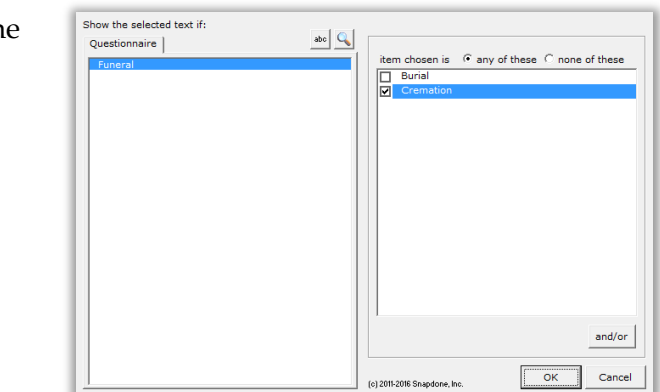 ne
Show the selected text if:
abc
Questionnaire
Funeral
item chosen is any of these none of these
Burial
Cremation
and/or
(c) 2011-2016 Snapdone, Inc.
OK Cancel